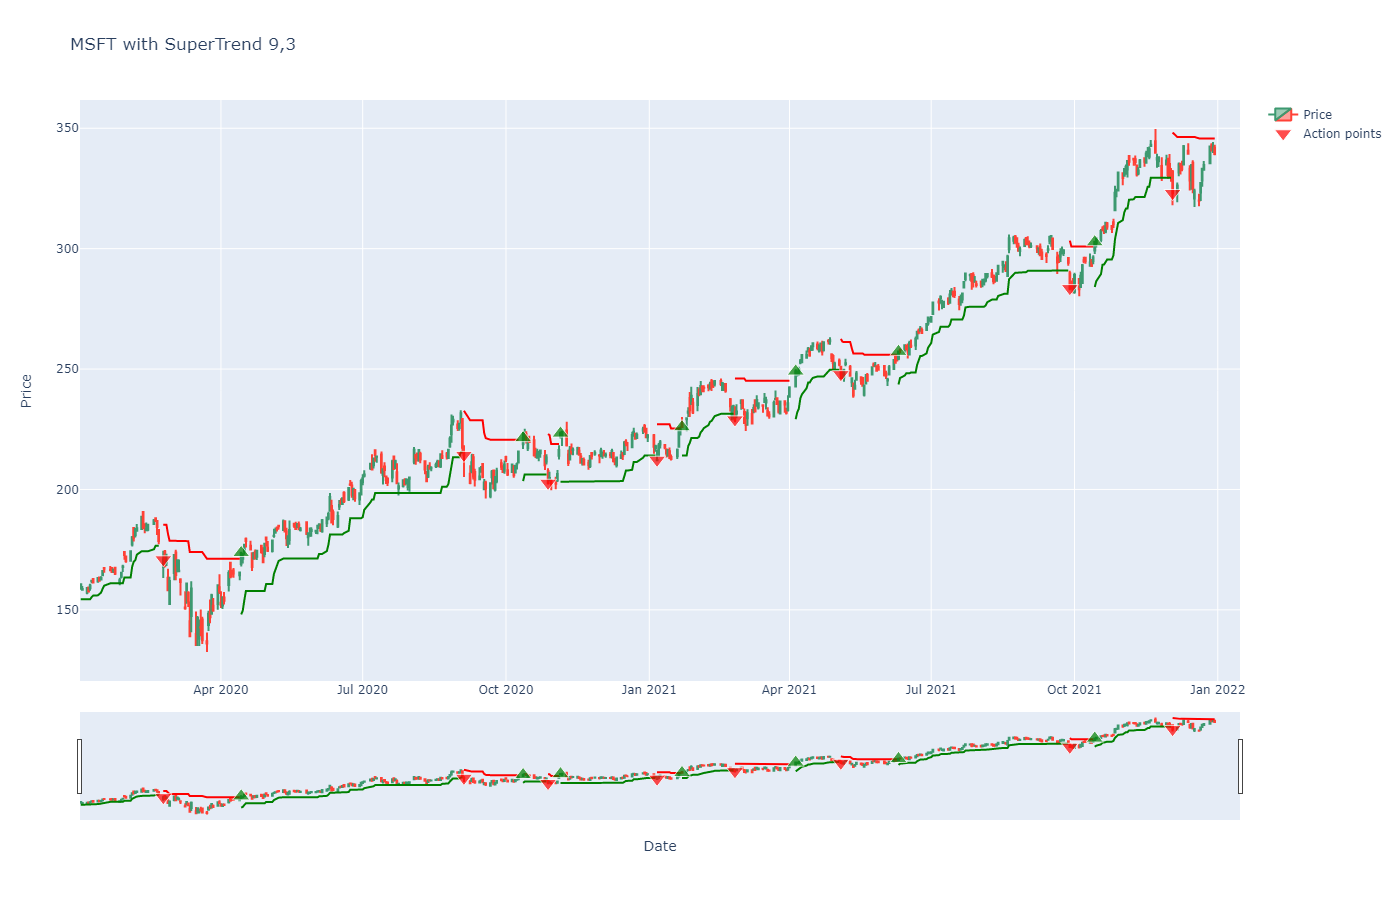 MSFT with SuperTrend 9,3
Price
Action points
350
300
250
200
150
Price
Apr 2020
Jul 2020
Oct 2020
Jan 2021
Apr 2021
Jul 2021
Oct 2021
Jan 2022
Date